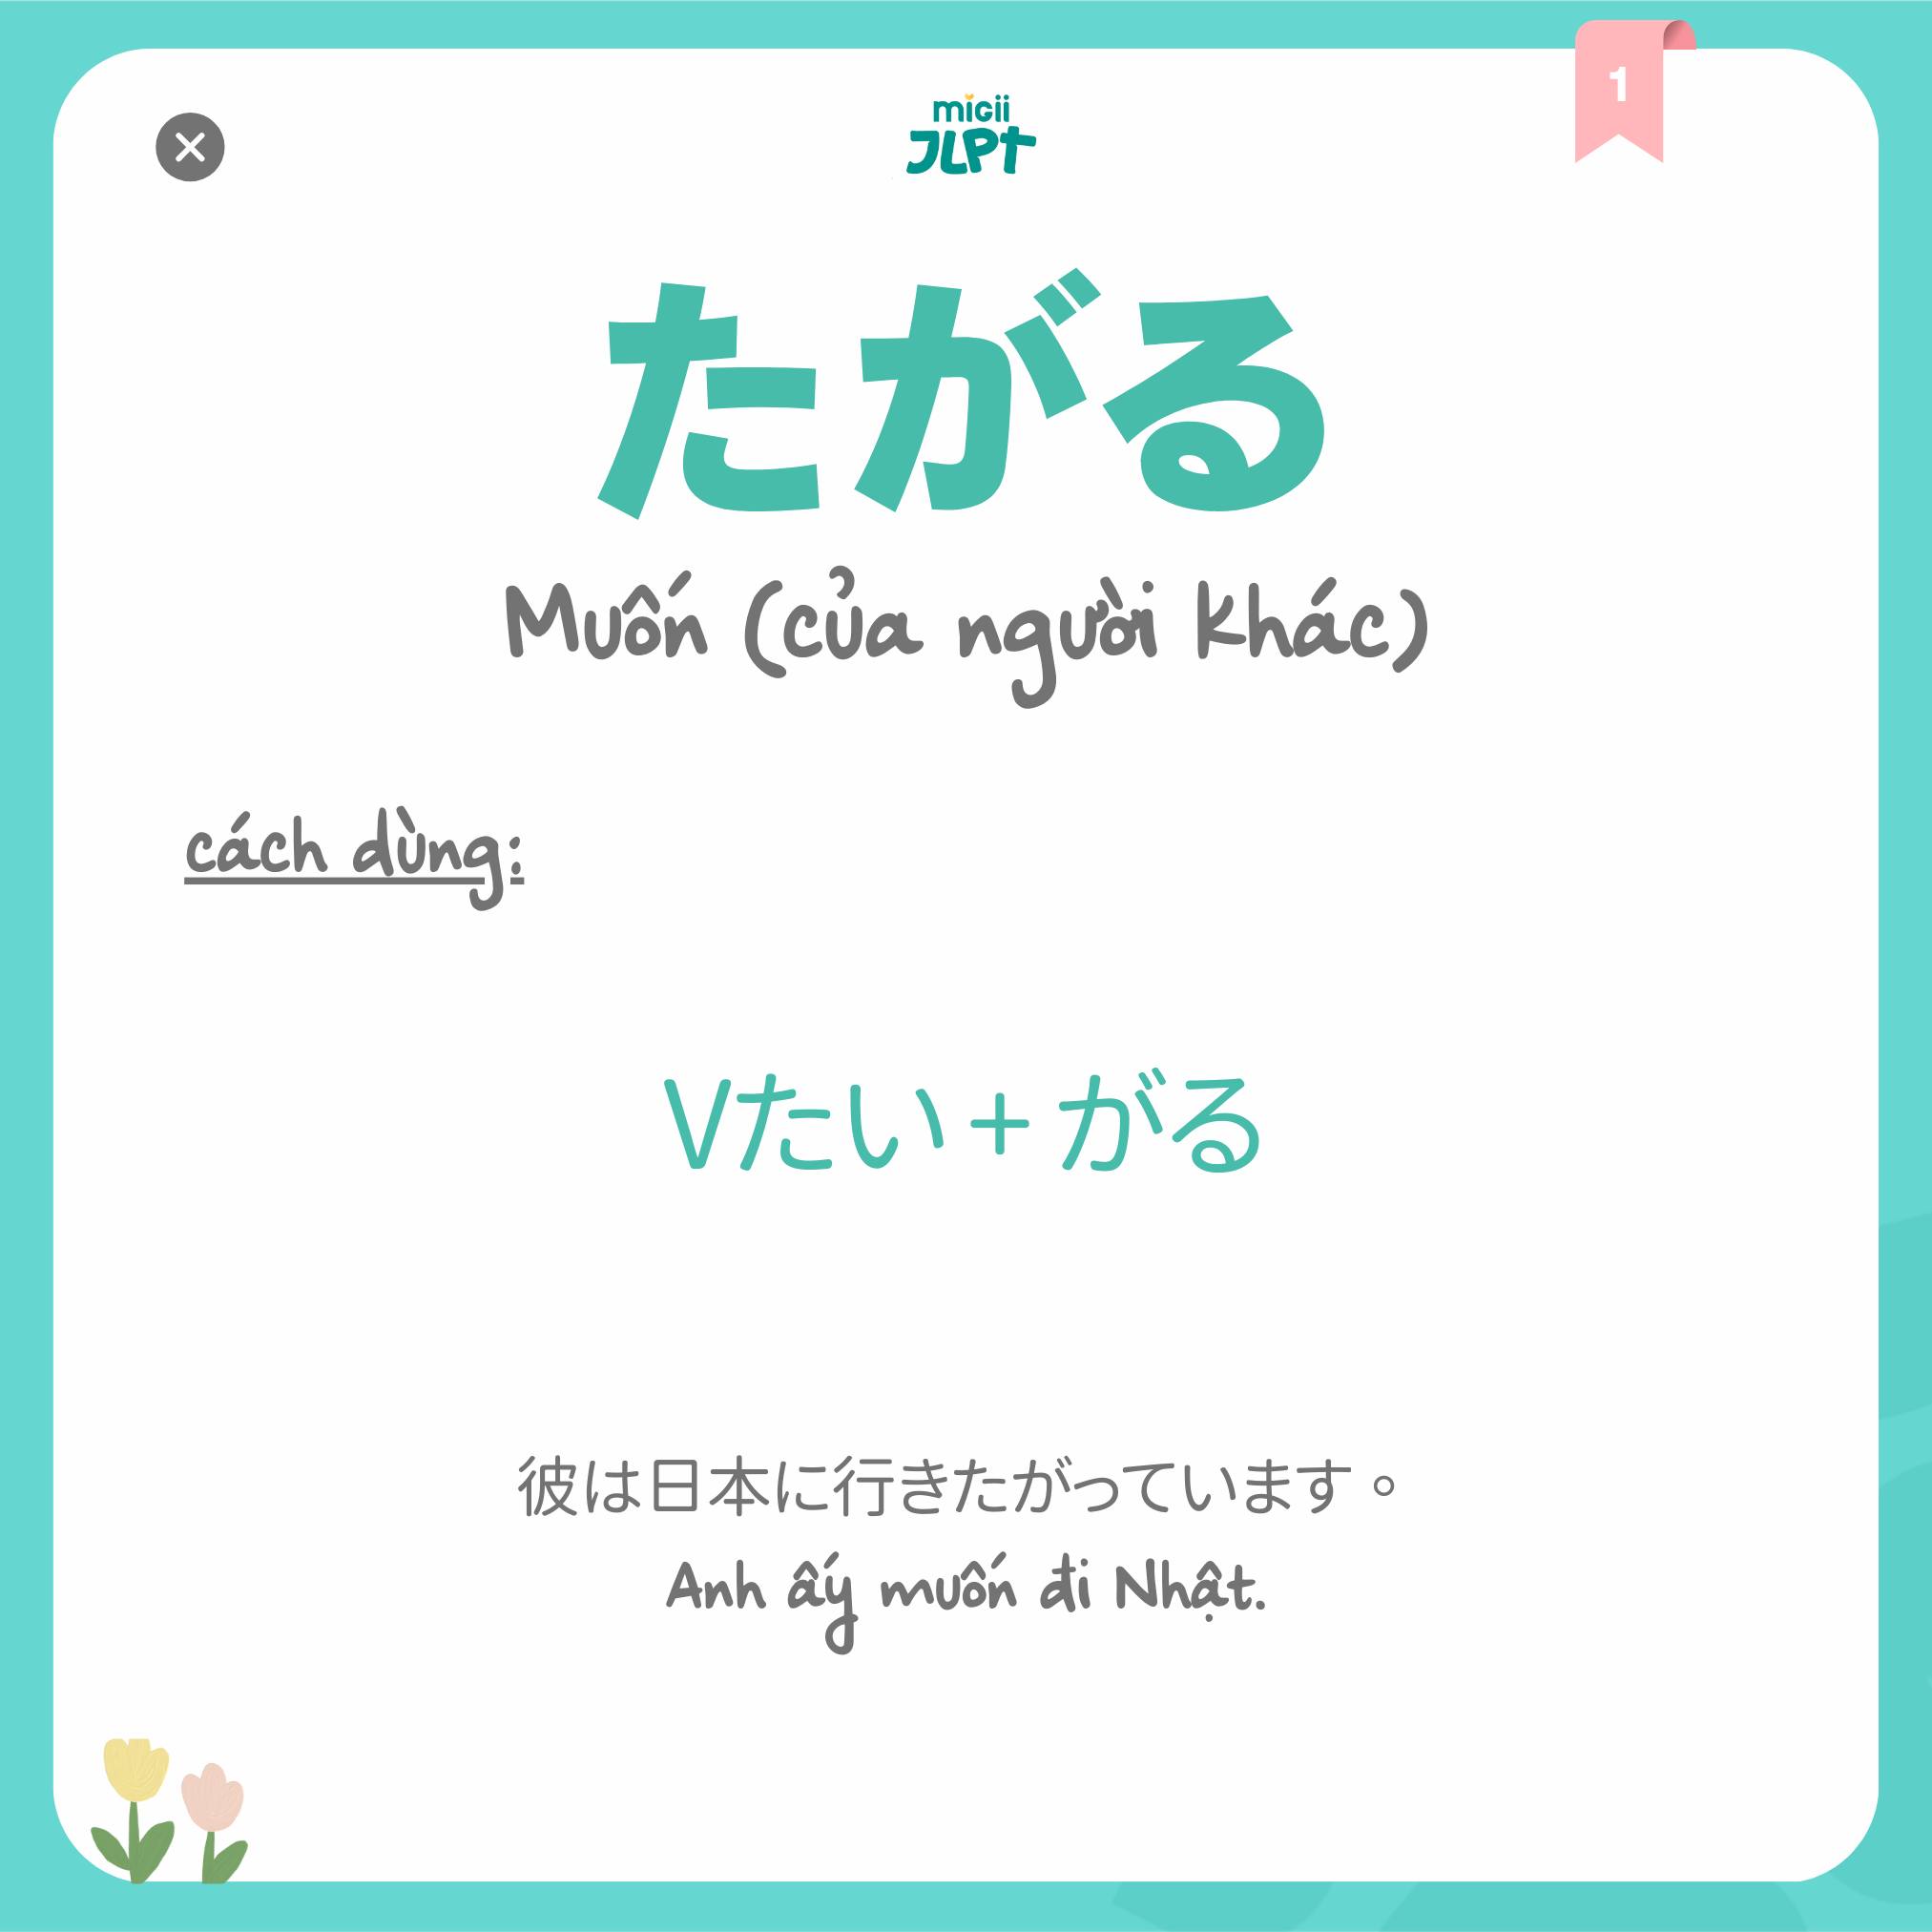 1
micii
JLPT
たがる
Muốn (của người khác)
cách dùng:
Vたい + がる
彼は日本に行きたがっています。
Anh ấy muốn đi Nhật.